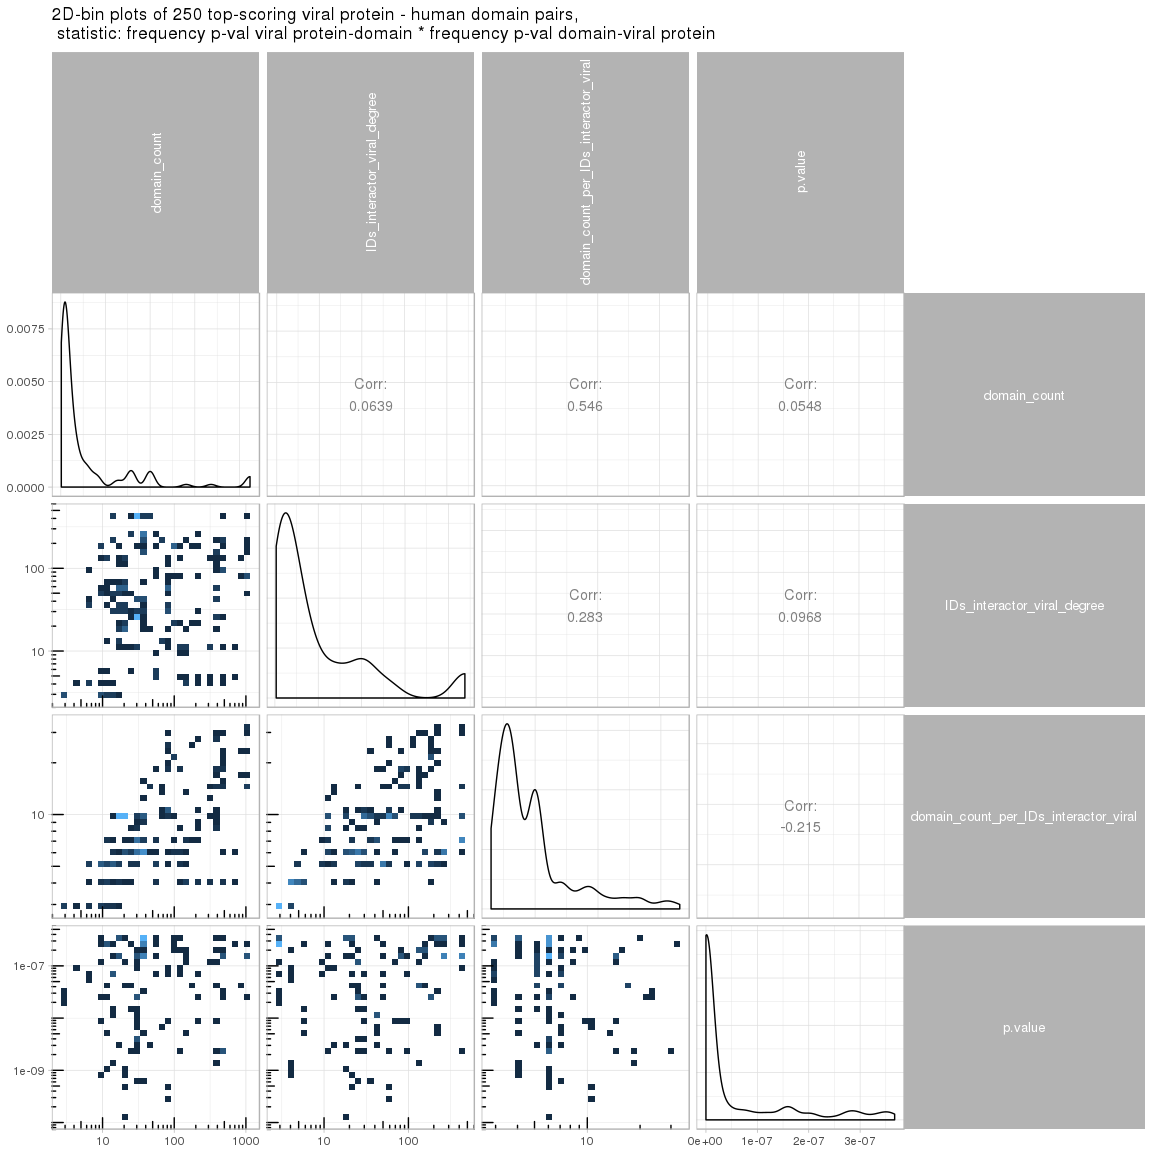 2D-bin plots of 250 top-scoring viral protein - human domain pairs,
statistic: frequency p-val viral protein-domain * frequency p-val domain-viral protein
domain_count
IDs_interactor_viral_degree
domain_count_per_IDs_interactor_viral
p.value
0.0075
0.0050
0.0025
0.0000
Corr:
0.0639
Corr:
0.546
Corr:
0.0548
domain_count
100
10
Corr:
0.283
Corr:
0.0968
IDs_interactor_viral_degree
10
Corr:
-0.215
domain_count_per_IDs_interactor_viral
1e-07
1e-09
p.value
10 100 1000
10 100
10
0e+00 1e-07 2e-07 3e-07